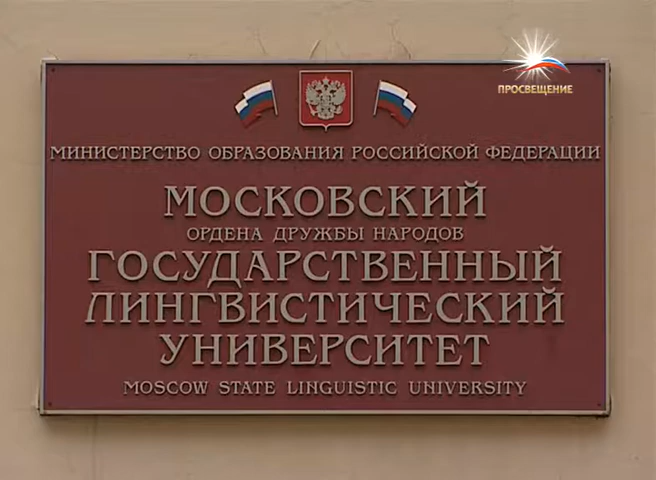 ПРОСВЕЩЕНИЕ
МИНИСТЕРСТВО ОБРАЗОВАНИЯ РОССИЙСКОЙ ФЕДЕРАЦИИ
МОСКОВСКИЙ
ОРДЕНА ДРУЖБЫ НАРОДОВ
ГОСУДАРСТВЕННЫЙ
ЛИНГВИСТИЧЕСКИЙ
УНИВЕРСИТЕТ
MOSCOW STATE LINGUISTIC UNIVERSITY